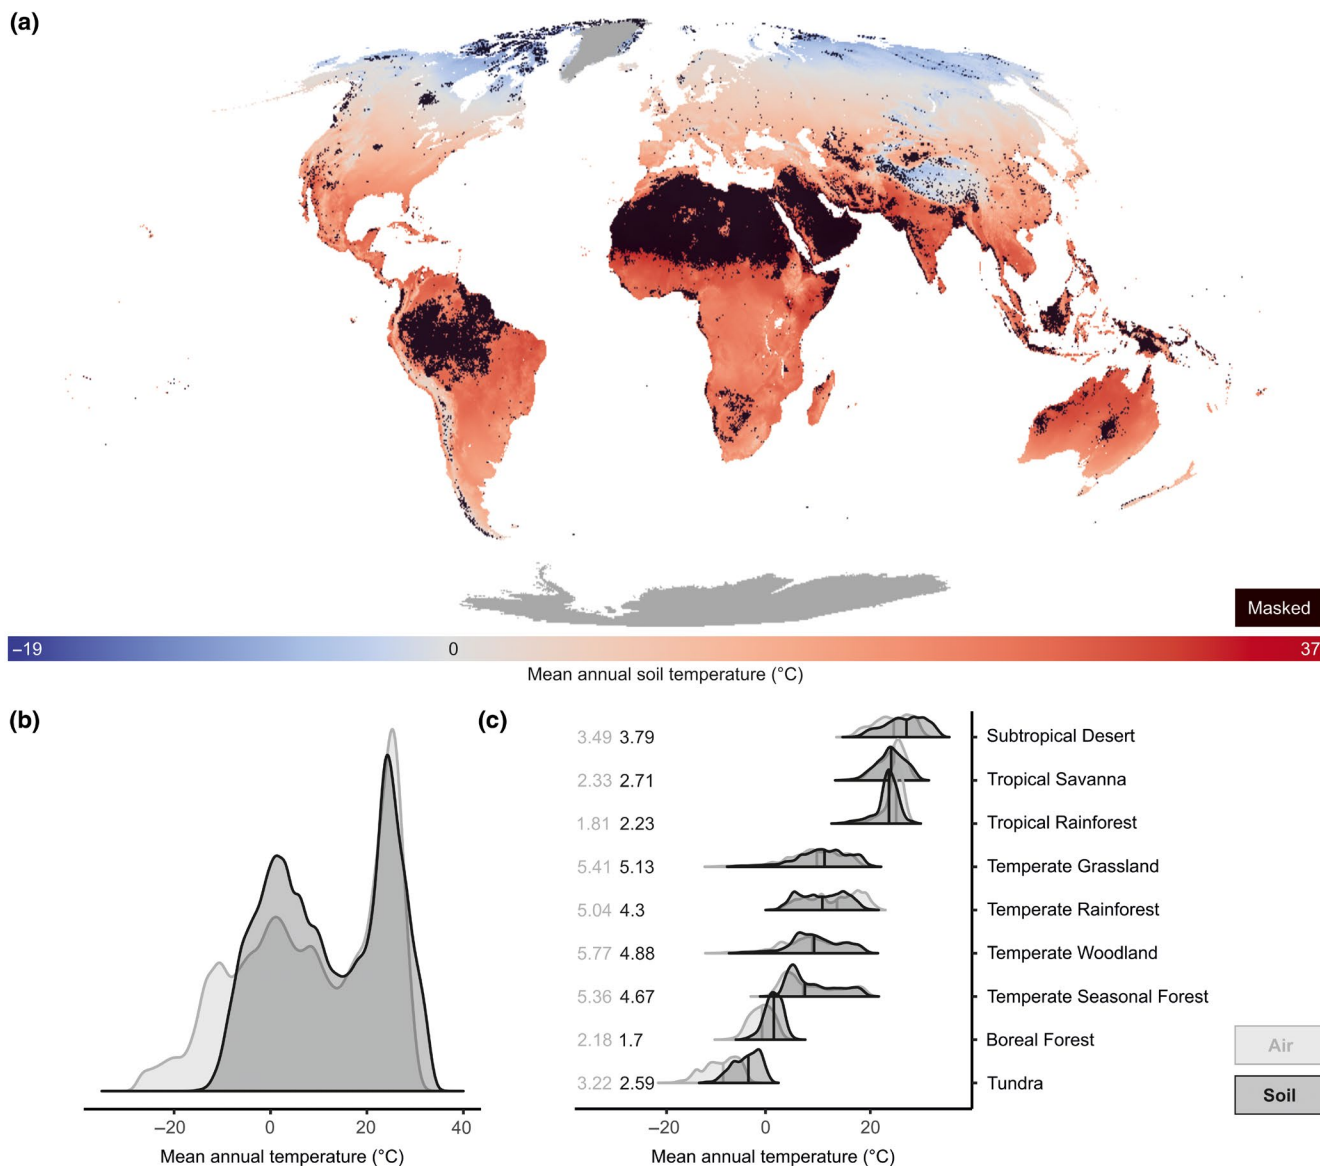 (a)
Masked
−19 0 37
Mean annual soil temperature (°C)
(b)
−20 0 20 40
Mean annual temperature (°C)
(c)
3.49 3.79 Subtropical Desert
2.33 2.71 Tropical Savanna
1.81 2.23 Tropical Rainforest
5.41 5.13 Temperate Grassland
5.04 4.3 Temperate Rainforest
5.77 4.88 Temperate Woodland
5.36 4.67 Temperate Seasonal Forest
2.18 1.7 Boreal Forest
3.22 2.59 Tundra
−20 0 20
Mean annual temperature (°C)
Air
Soil